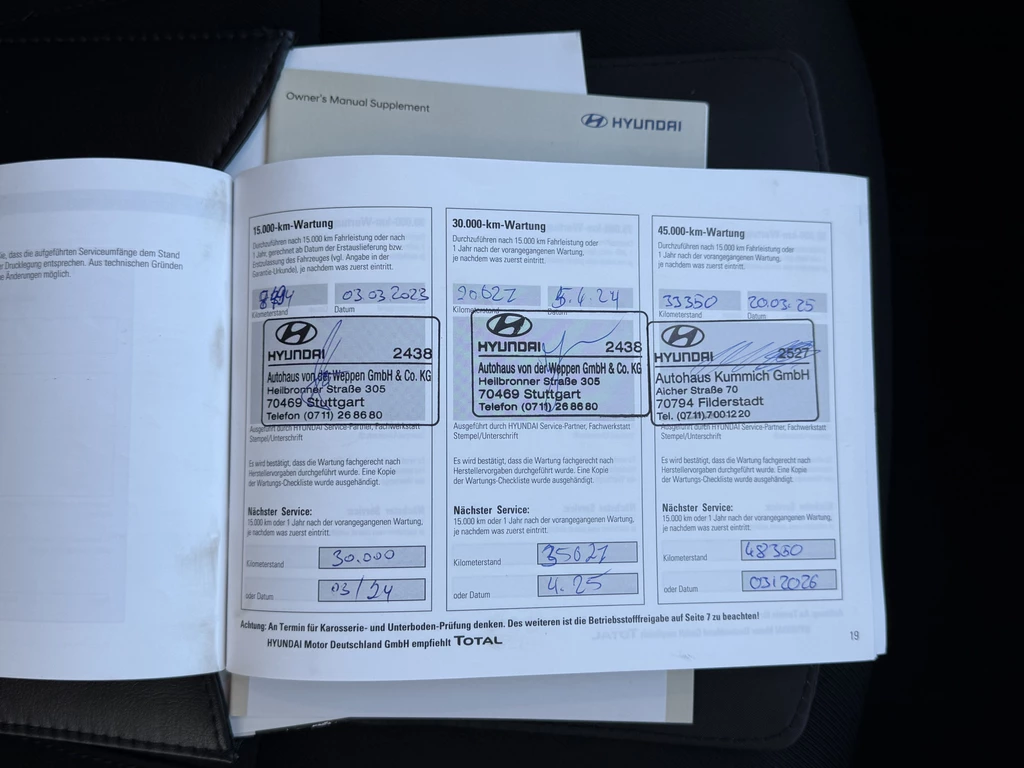 Owner's Manual Supplement
HYUNDAI
dass die aufgeführten Serviceumfänge dem Stand
Drucklegung entsprechen. Aus technischen Gründen
Änderungen möglich.
15.000-km-Wartung
Durchzuführen nach 15.000 km Fahrleistung oder nach
1 Jahr, gerechnet ab Datum der Erstauslieferung bzw.
Erstzulassung des Fahrzeuges (vgl. Angabe in der
Garantie-Urkunde), je nachdem was zuerst eintritt.
03.03.2023
Kilometerstand Datum
HYUNDAI 2438
Autohaus von der Weppen GmbH & Co. KG
Heilbronner Straße 305
70469 Stuttgart
Telefon (0711) 26 86 80
Ausgeführt durch HYUNDAI Service-Partner, Fachwerkstatt
Stempel/Unterschrift
Es wird bestätigt, dass die Wartung fachgerecht nach
Herstellervorgaben durchgeführt wurde. Eine Kopie
der Wartungs-Checkliste wurde ausgehändigt.
Nächster Service:
15.000 km oder 1 Jahr nach der vorangegangenen Wartung,
je nachdem was zuerst eintritt.
Kilometerstand 30.000
oder Datum 03/24
30.000-km-Wartung
Durchzuführen nach 15.000 km Fahrleistung oder
1 Jahr nach der vorangegangenen Wartung,
je nachdem was zuerst eintritt.
20621 5.4.24
Kilometerstand Datum
HYUNDAI 2438
Autohaus von der Weppen GmbH & Co. KG
Heilbronner Straße 305
70469 Stuttgart
Telefon (0711) 26 86 80
Ausgeführt durch HYUNDAI Service-Partner, Fachwerkstatt
Stempel/Unterschrift
Es wird bestätigt, dass die Wartung fachgerecht nach
Herstellervorgaben durchgeführt wurde. Eine Kopie
der Wartungs-Checkliste wurde ausgehändigt.
Nächster Service:
15.000 km oder 1 Jahr nach der vorangegangenen Wartung,
je nachdem was zuerst eintritt.
Kilometerstand 35621
oder Datum 4.25
45.000-km-Wartung
Durchzuführen nach 15.000 km Fahrleistung oder
1 Jahr nach der vorangegangenen Wartung,
je nachdem was zuerst eintritt.
33350 20.03.25
Kilometerstand Datum
HYUNDAI 2527
Autohaus Kummich GmbH
Aicher Straße 70
70794 Filderstadt
Tel. (0711) 7001220
Ausgeführt durch HYUNDAI Service-Partner, Fachwerkstatt
Stempel/Unterschrift
Es wird bestätigt, dass die Wartung fachgerecht nach
Herstellervorgaben durchgeführt wurde. Eine Kopie
der Wartungs-Checkliste wurde ausgehändigt.
Nächster Service:
15.000 km oder 1 Jahr nach der vorangegangenen Wartung,
je nachdem was zuerst eintritt.
Kilometerstand 48350
oder Datum 03/2026
Achtung: An Termin für Karosserie- und Unterboden-Prüfung denken. Des weiteren ist die Betriebsstofffreigabe auf Seite 7 zu beachten!
HYUNDAI Motor Deutschland GmbH empfiehlt TOTAL
19